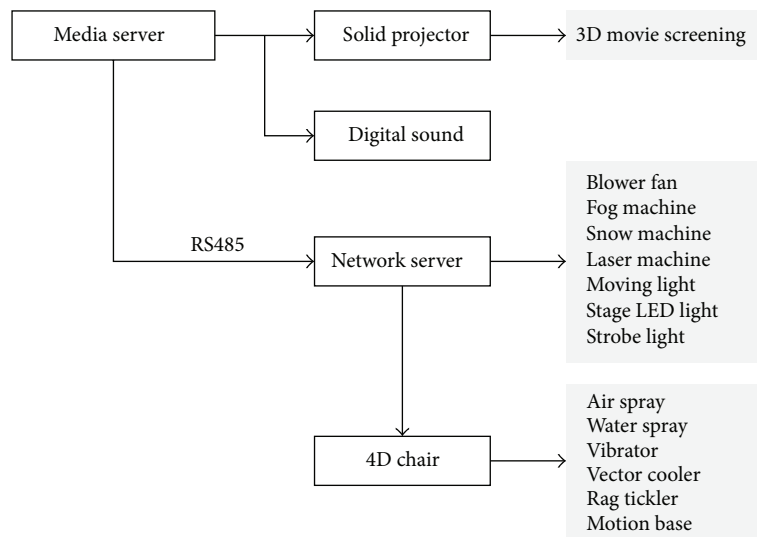 Media server
Solid projector
3D movie screening
Digital sound
RS485
Network server
Blower fan
Fog machine
Snow machine
Laser machine
Moving light
Stage LED light
Strobe light
4D chair
Air spray
Water spray
Vibrator
Vector cooler
Rag tickler
Motion base